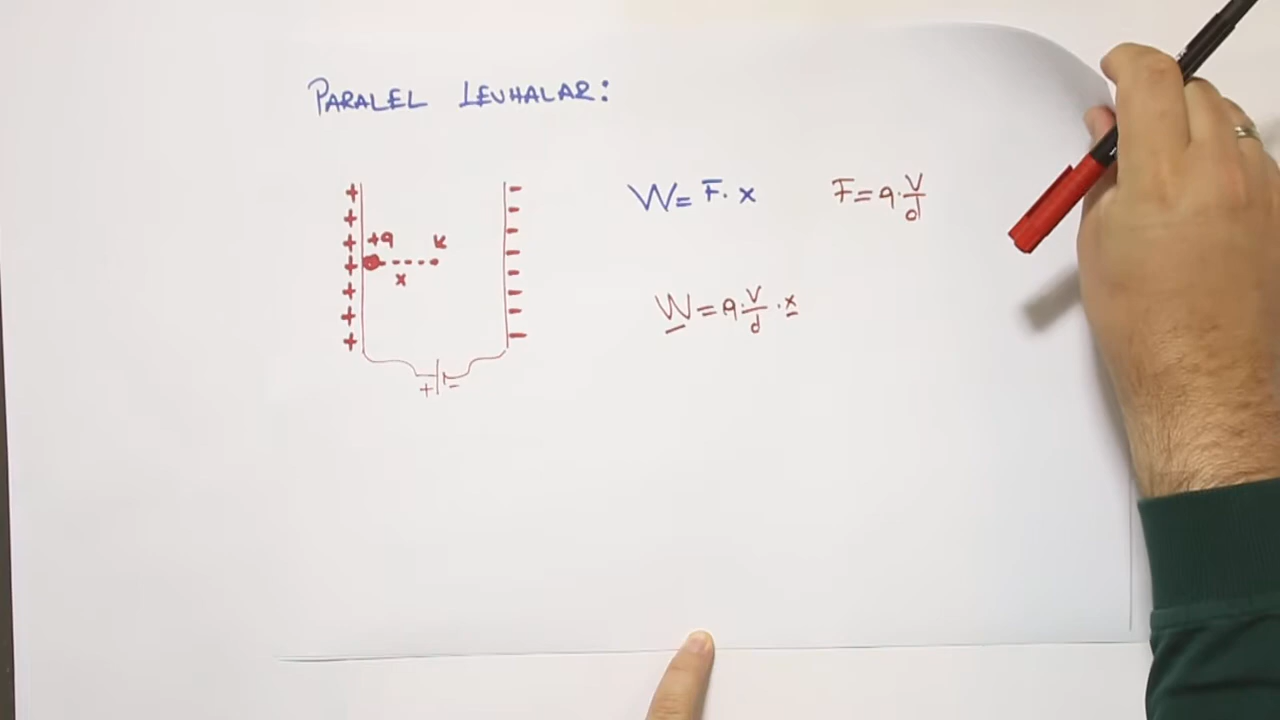 PARALEL LEVHALAR:
W = F . x
F = q . V/d
W = q . V/d . x
+ + + + + + +
- - - - - - - -
+q
K
x
+ -